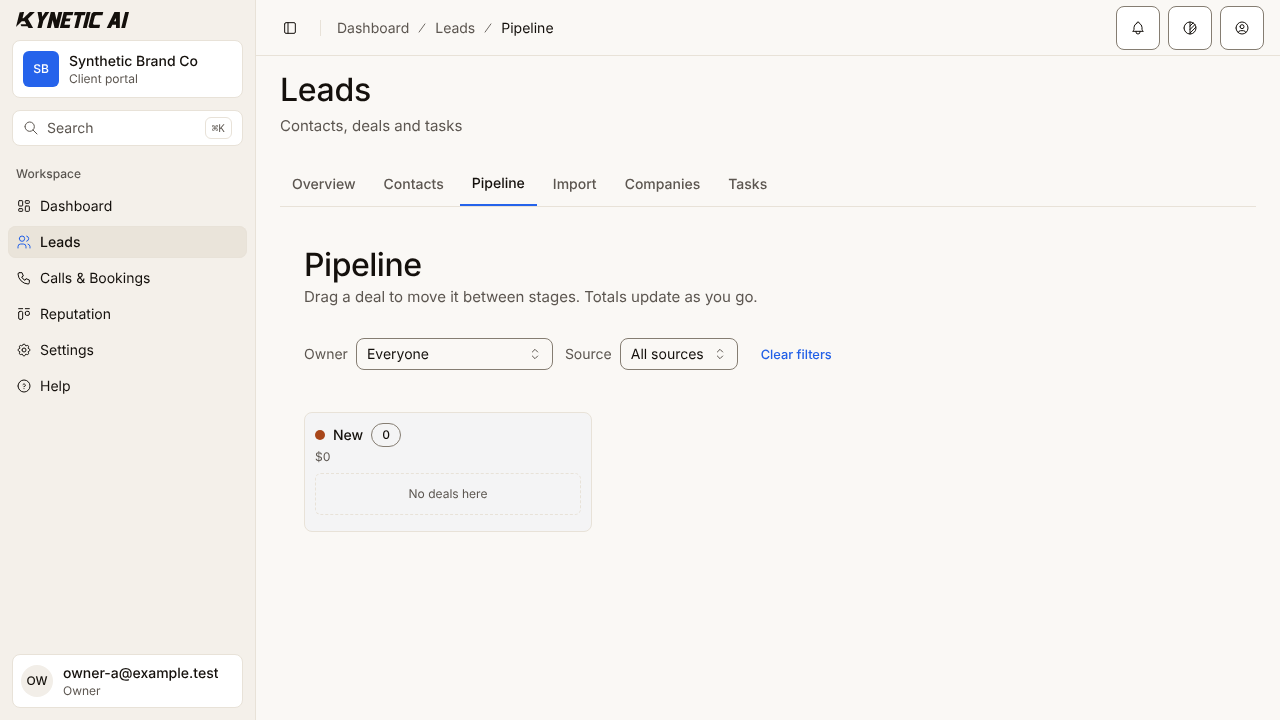 KYNETIC AI
SB
Synthetic Brand Co
Client portal
Search
⌘K
Workspace
Dashboard
Leads
Calls & Bookings
Reputation
Settings
Help
OW
owner-a@example.test
Owner
Dashboard / Leads / Pipeline
Leads
Contacts, deals and tasks
Overview Contacts Pipeline Import Companies Tasks
Pipeline
Drag a deal to move it between stages. Totals update as you go.
Owner Everyone Source All sources Clear filters
New 0
$0
No deals here